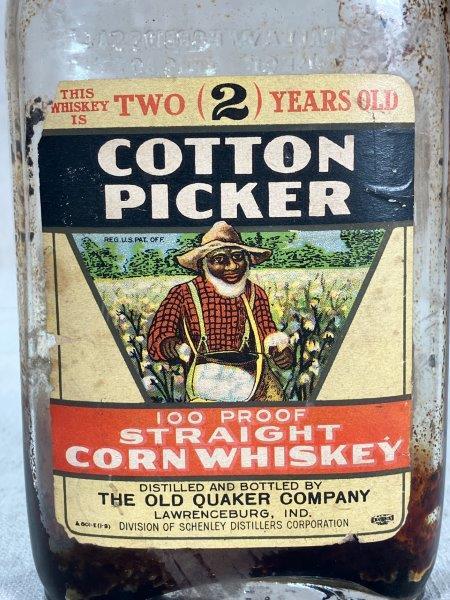 THIS WHISKEY IS TWO (2) YEARS OLD
COTTON
PICKER
REG. U.S. PAT. OFF.
100 PROOF
STRAIGHT
CORN WHISKEY
DISTILLED AND BOTTLED BY
THE OLD QUAKER COMPANY
LAWRENCEBURG, IND.
DIVISION OF SCHENLEY DISTILLERS CORPORATION